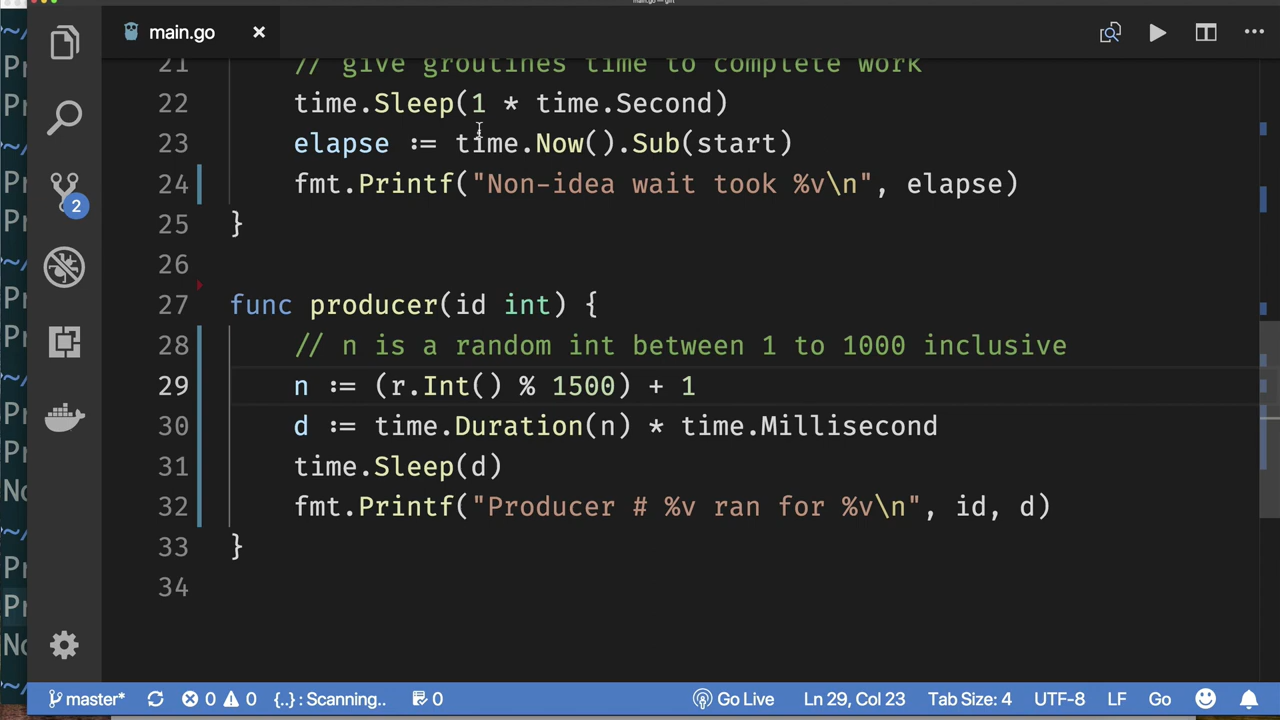 main.go
21 // give groutines time to complete work
22 time.Sleep(1 * time.Second)
23 elapse := time.Now().Sub(start)
24 fmt.Printf("Non-idea wait took %v\n", elapse)
25 }
26
27 func producer(id int) {
28 // n is a random int between 1 to 1000 inclusive
29 n := (r.Int() % 1500) + 1
30 d := time.Duration(n) * time.Millisecond
31 time.Sleep(d)
32 fmt.Printf("Producer # %v ran for %v\n", id, d)
33 }
34
2
master* 0 0 {..} : Scanning.. 0 Go Live Ln 29, Col 23 Tab Size: 4 UTF-8 LF Go